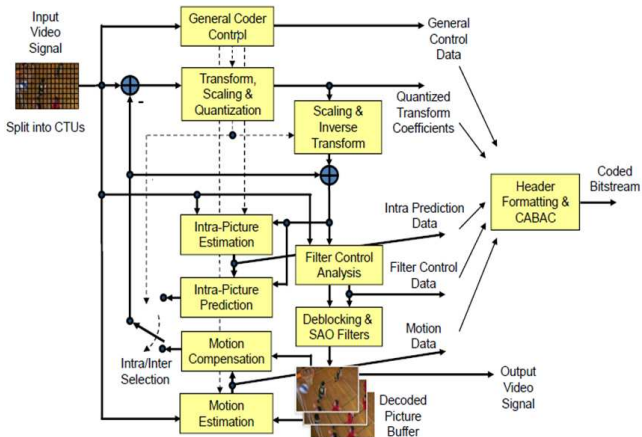 Input
Video
Signal
Split into CTUs
General Coder
Control
Transform,
Scaling &
Quantization
-
Scaling &
Inverse
Transform
General
Control
Data
Quantized
Transform
Coefficients
Header
Formatting &
CABAC
Coded
Bitstream
Intra-Picture
Estimation
Intra Prediction
Data
Filter Control
Analysis
Intra-Picture
Prediction
Filter Control
Data
Deblocking &
SAO Filters
Motion
Compensation
Motion
Data
Intra/Inter
Selection
Motion
Estimation
Decoded
Picture
Buffer
Output
Video
Signal